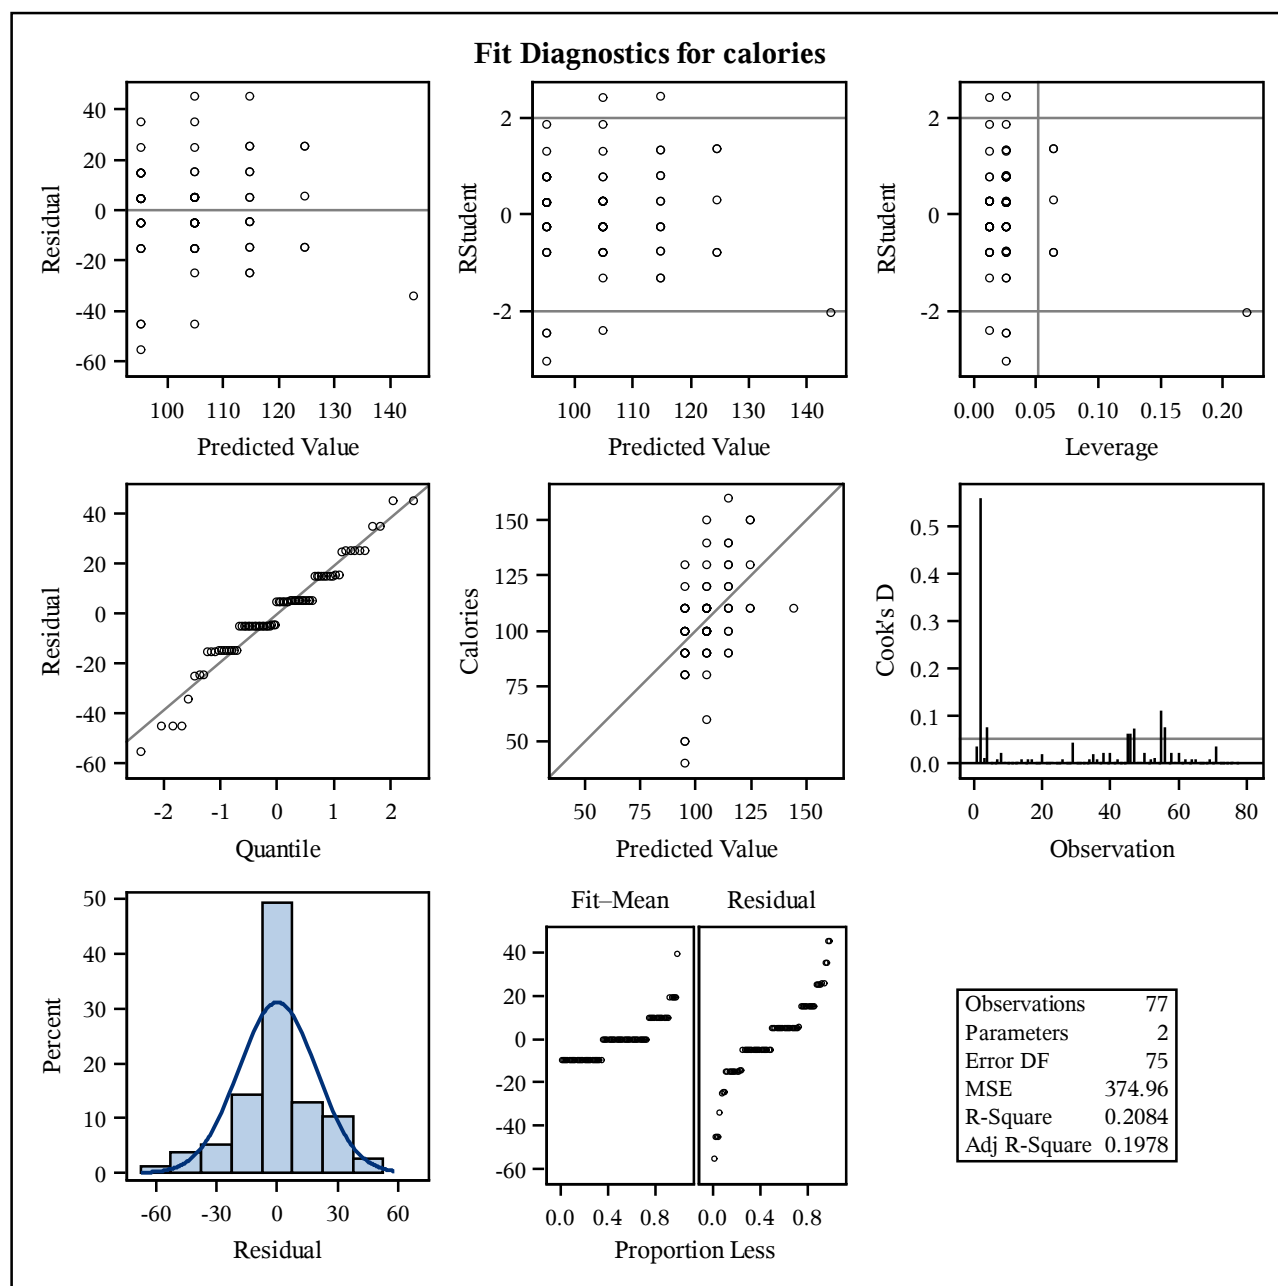 Fit Diagnostics for calories
40
20
0
-20
-40
-60
Residual
100 110 120 130 140
Predicted Value
2
0
-2
RStudent
100 110 120 130 140
Predicted Value
2
0
-2
RStudent
0.00 0.05 0.10 0.15 0.20
Leverage
40
20
0
-20
-40
-60
Residual
-2 -1 0 1 2
Quantile
150
125
100
75
50
Calories
50 75 100 125 150
Predicted Value
0.5
0.4
0.3
0.2
0.1
0.0
Cook's D
0 20 40 60 80
Observation
50
40
30
20
10
0
Percent
-60 -30 0 30 60
Residual
Fit–Mean Residual
40
20
0
-20
-40
-60
0.0 0.4 0.8 0.0 0.4 0.8
Proportion Less
Observations 77
Parameters 2
Error DF 75
MSE 374.96
R-Square 0.2084
Adj R-Square 0.1978